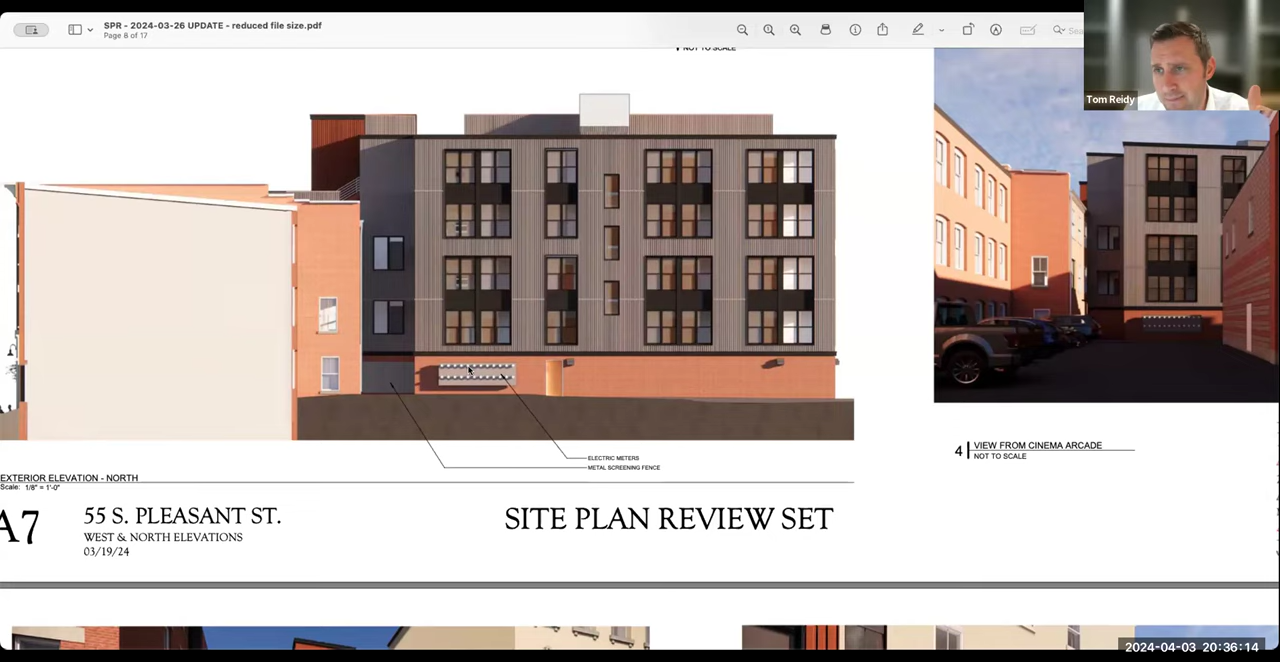 SPR - 2024-03-26 UPDATE - reduced file size.pdf
Page 8 of 17
Sea
NOT TO SCALE
Tom Reidy
ELECTRIC METERS
METAL SCREENING FENCE
4 VIEW FROM CINEMA ARCADE
NOT TO SCALE
EXTERIOR ELEVATION - NORTH
Scale: 1/8" = 1'-0"
A7
55 S. PLEASANT ST.
WEST & NORTH ELEVATIONS
03/19/24
SITE PLAN REVIEW SET
2024-04-03 20:36:14